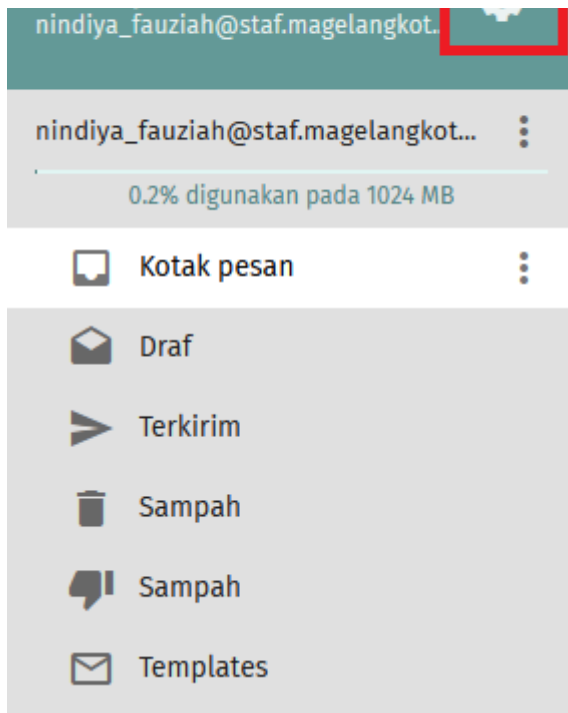 nindiya_fauziah@staf.magelangkot..
nindiya_fauziah@staf.magelangkot...
0.2% digunakan pada 1024 MB
Kotak pesan
Draf
Terkirim
Sampah
Sampah
Templates